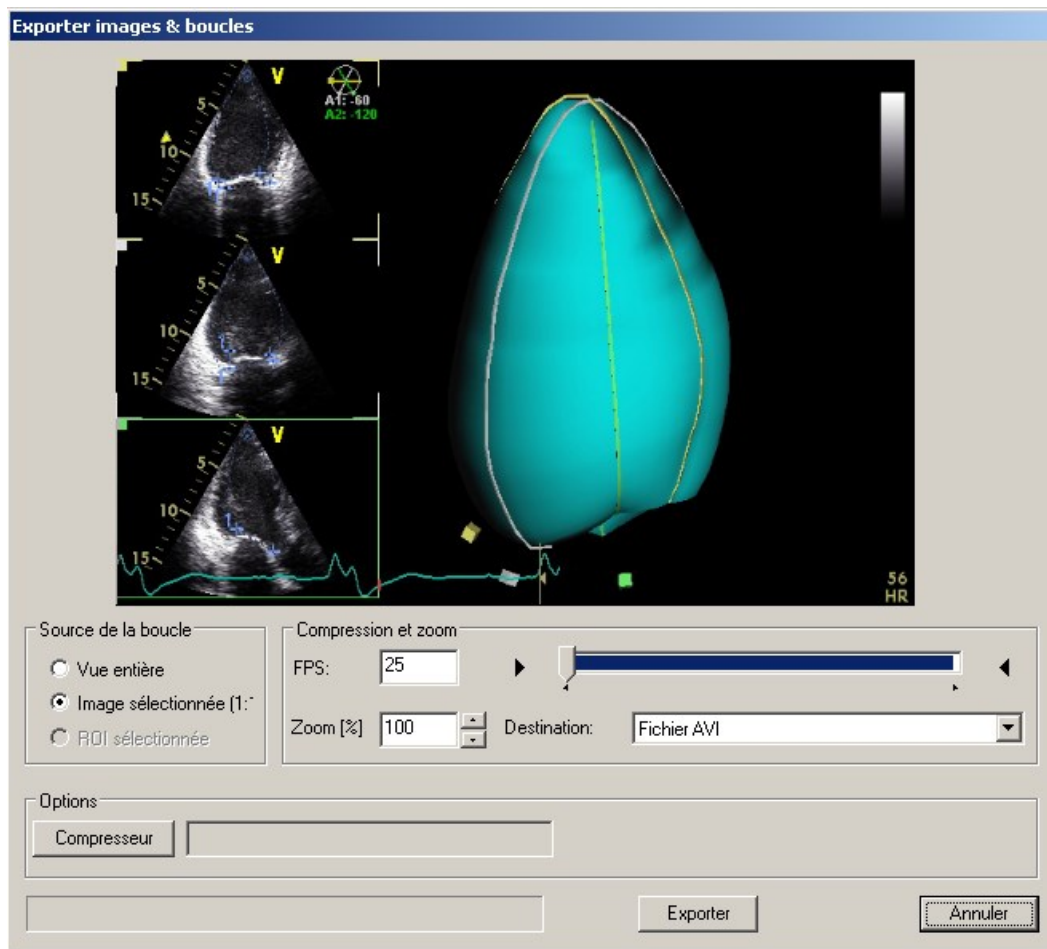 Exporter images & boucles
V
5
10
15
A1: -60
A2: -120
V
5
10
15
V
5
10
15
1
56
HR
Source de la boucle
Vue entière
Image sélectionnée (1:1
ROI sélectionnée
Compression et zoom
FPS:
25
Zoom [%]
100
Destination:
Fichier AVI
Options
Compresseur
Exporter
Annuler